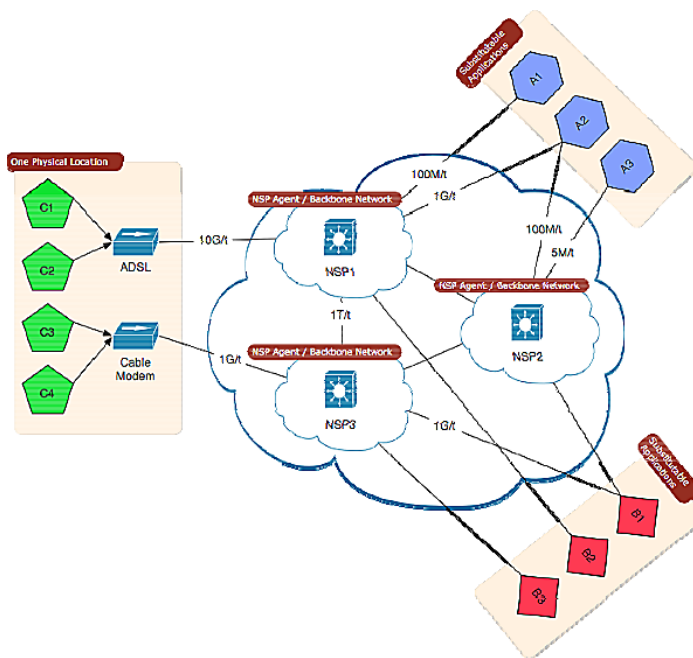 Substitutable
Applications
A1
A2
A3
One Physical Location
C1
C2
C3
C4
ADSL
Cable
Modem
10G/t
1G/t
100M/t
1G/t
100M/t
5M/t
NSP Agent / Backbone Network
NSP1
NSP Agent / Backbone Network
NSP2
1T/t
NSP Agent / Backbone Network
NSP3
1G/t
Substitutable
Applications
B1
B2
B3